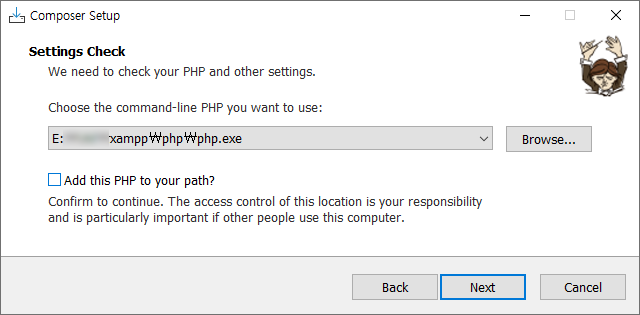 Composer Setup
Settings Check
We need to check your PHP and other settings.
Choose the command-line PHP you want to use:
E: xampp₩php₩php.exe
Browse...
Add this PHP to your path?
Confirm to continue. The access control of this location is your responsibility
and is particularly important if other people use this computer.
Back
Next
Cancel